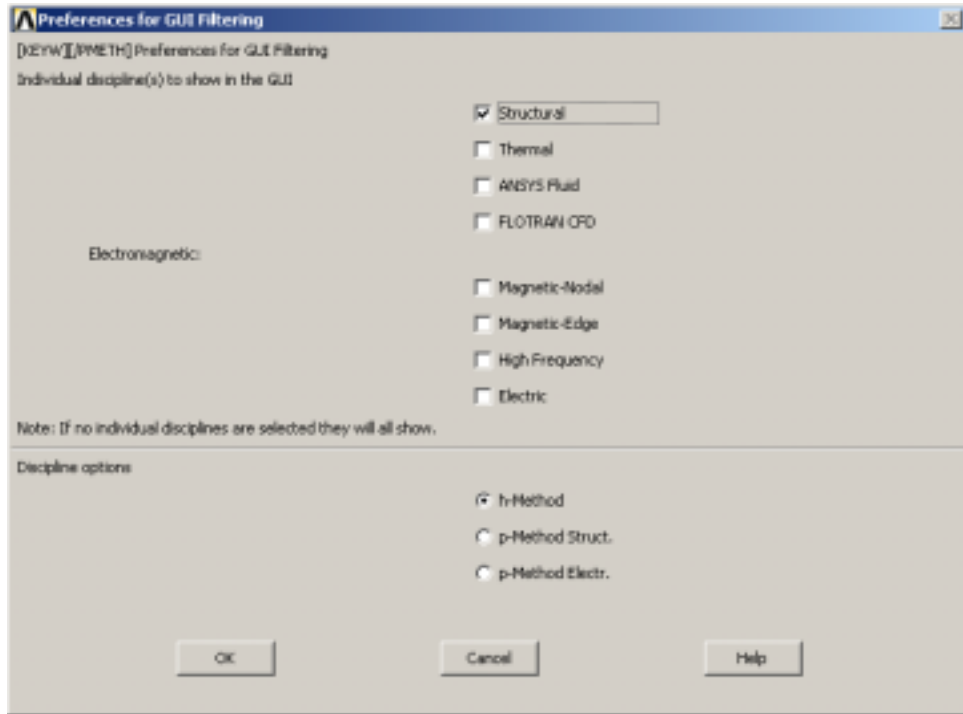 Preferences for GUI Filtering
[KEYW][/PMETH] Preferences for GUI Filtering
Individual discipline(s) to show in the GUI
Structural
Thermal
ANSYS Fluid
FLOTRAN CFD
Electromagnetic:
Magnetic-Nodal
Magnetic-Edge
High Frequency
Electric
Note: If no individual disciplines are selected they will all show.
Discipline options
h-Method
p-Method Struct.
p-Method Electr.
OK Cancel Help